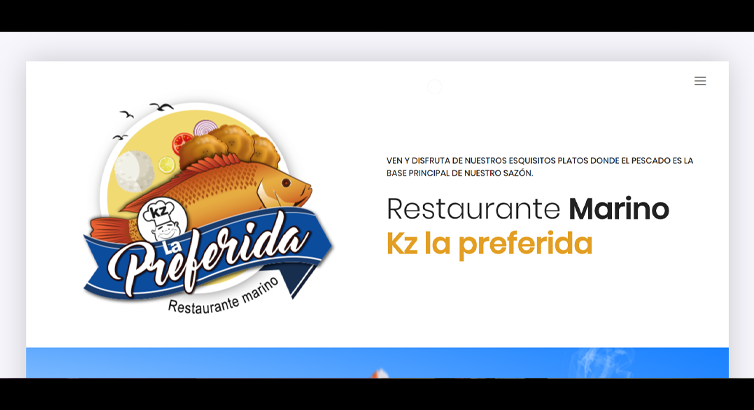 VEN Y DISFRUTA DE NUESTROS ESQUISITOS PLATOS DONDE EL PESCADO ES LA
BASE PRINCIPAL DE NUESTRO SAZÓN.
Restaurante Marino
Kz la preferida
kz
La
Preferida
Restaurante marino